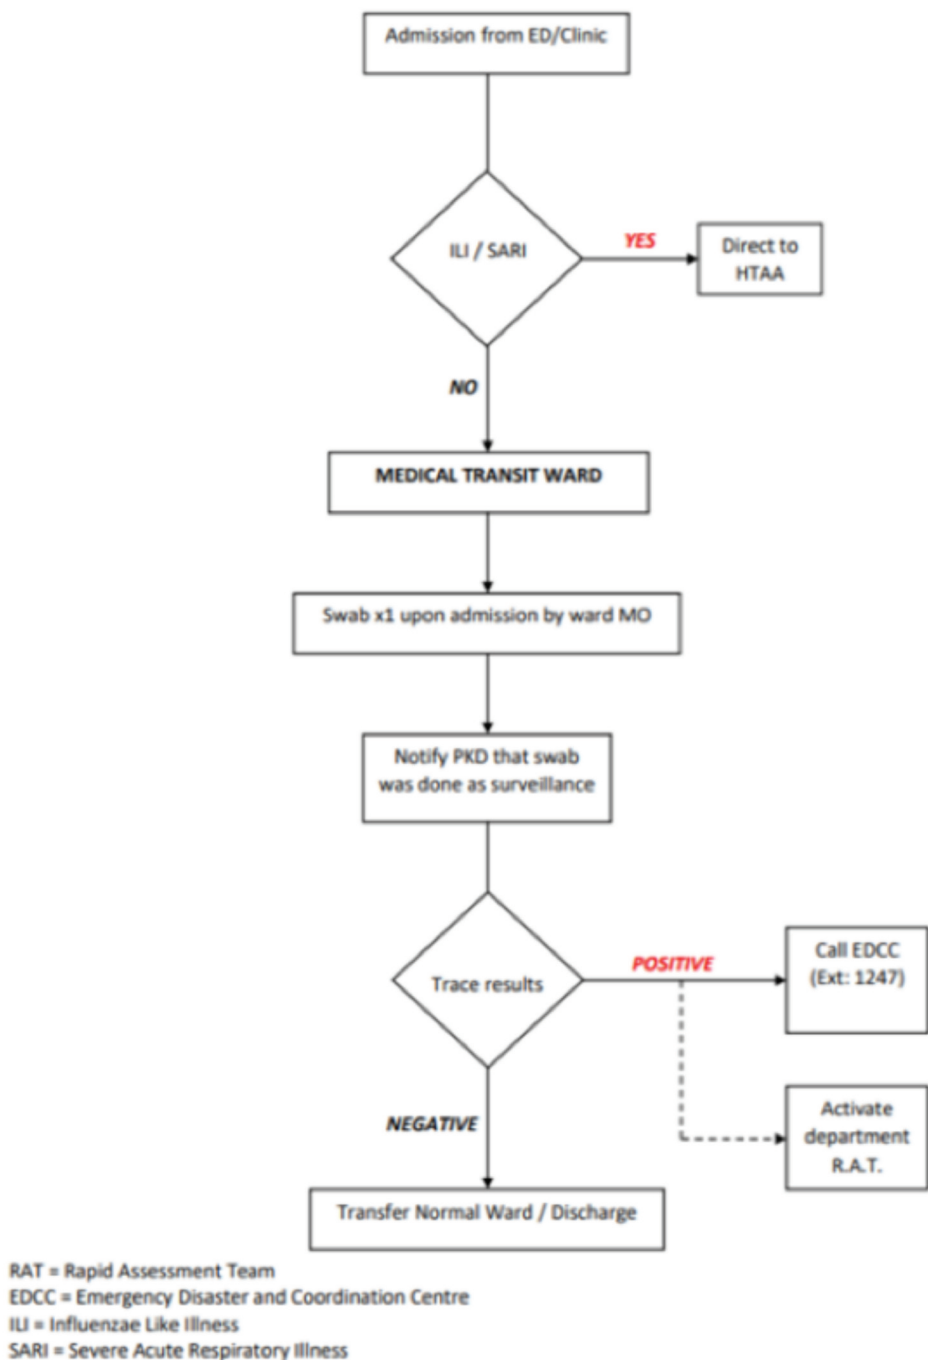 Admission from ED/Clinic
ILI / SARI
YES
Direct to
HTAA
NO
MEDICAL TRANSIT WARD
Swab x1 upon admission by ward MO
Notify PKD that swab
was done as surveillance
Trace results
POSITIVE
Call EDCC
(Ext: 1247)
Activate
department
R.A.T.
NEGATIVE
Transfer Normal Ward / Discharge
RAT = Rapid Assessment Team
EDCC = Emergency Disaster and Coordination Centre
ILI = Influenzae Like Illness
SARI = Severe Acute Respiratory Illness